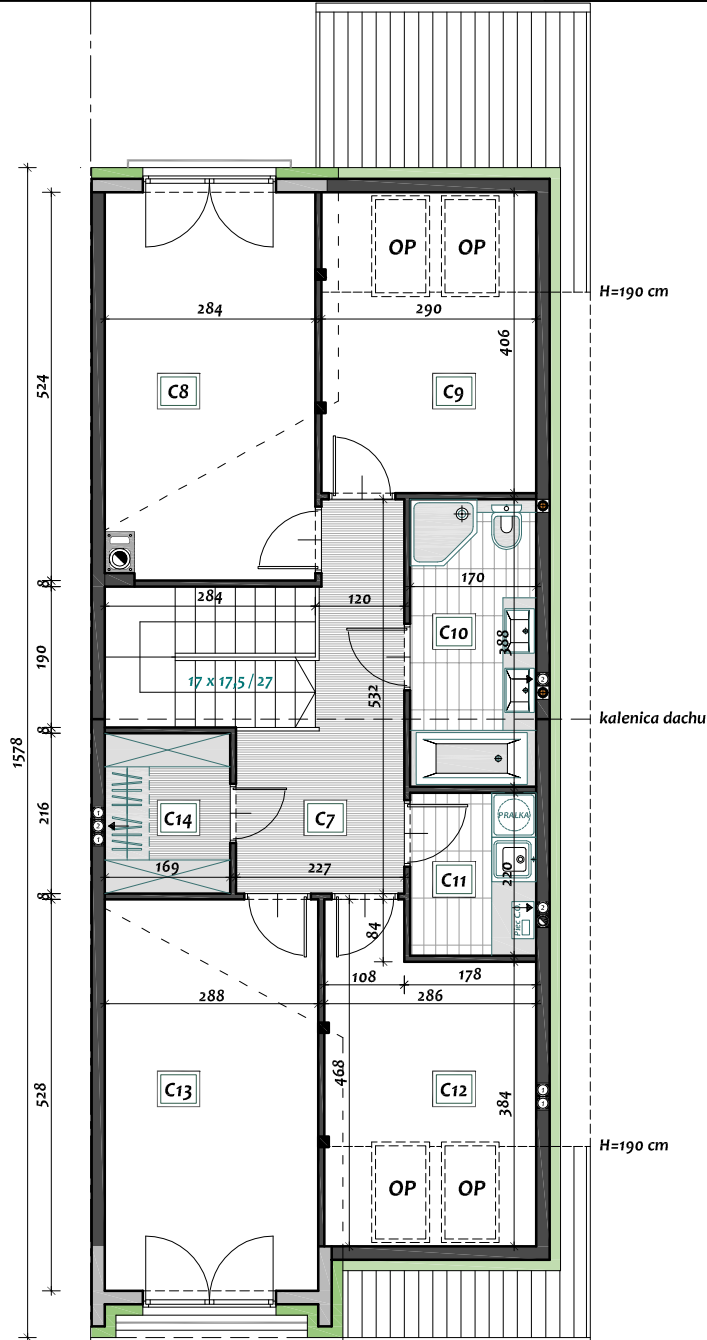 OP OP
H=190 cm
284 290
406
524
C8 C9
8
284 120 170
190
C10
388
17 x 17,5 / 27
532
kalenica dachu
8
1578
216
C14 C7
PRALKA
169 227
C11
220
8
Piec C.O.
84
108 178
288 286
468
528
C13 C12
384
H=190 cm
OP OP